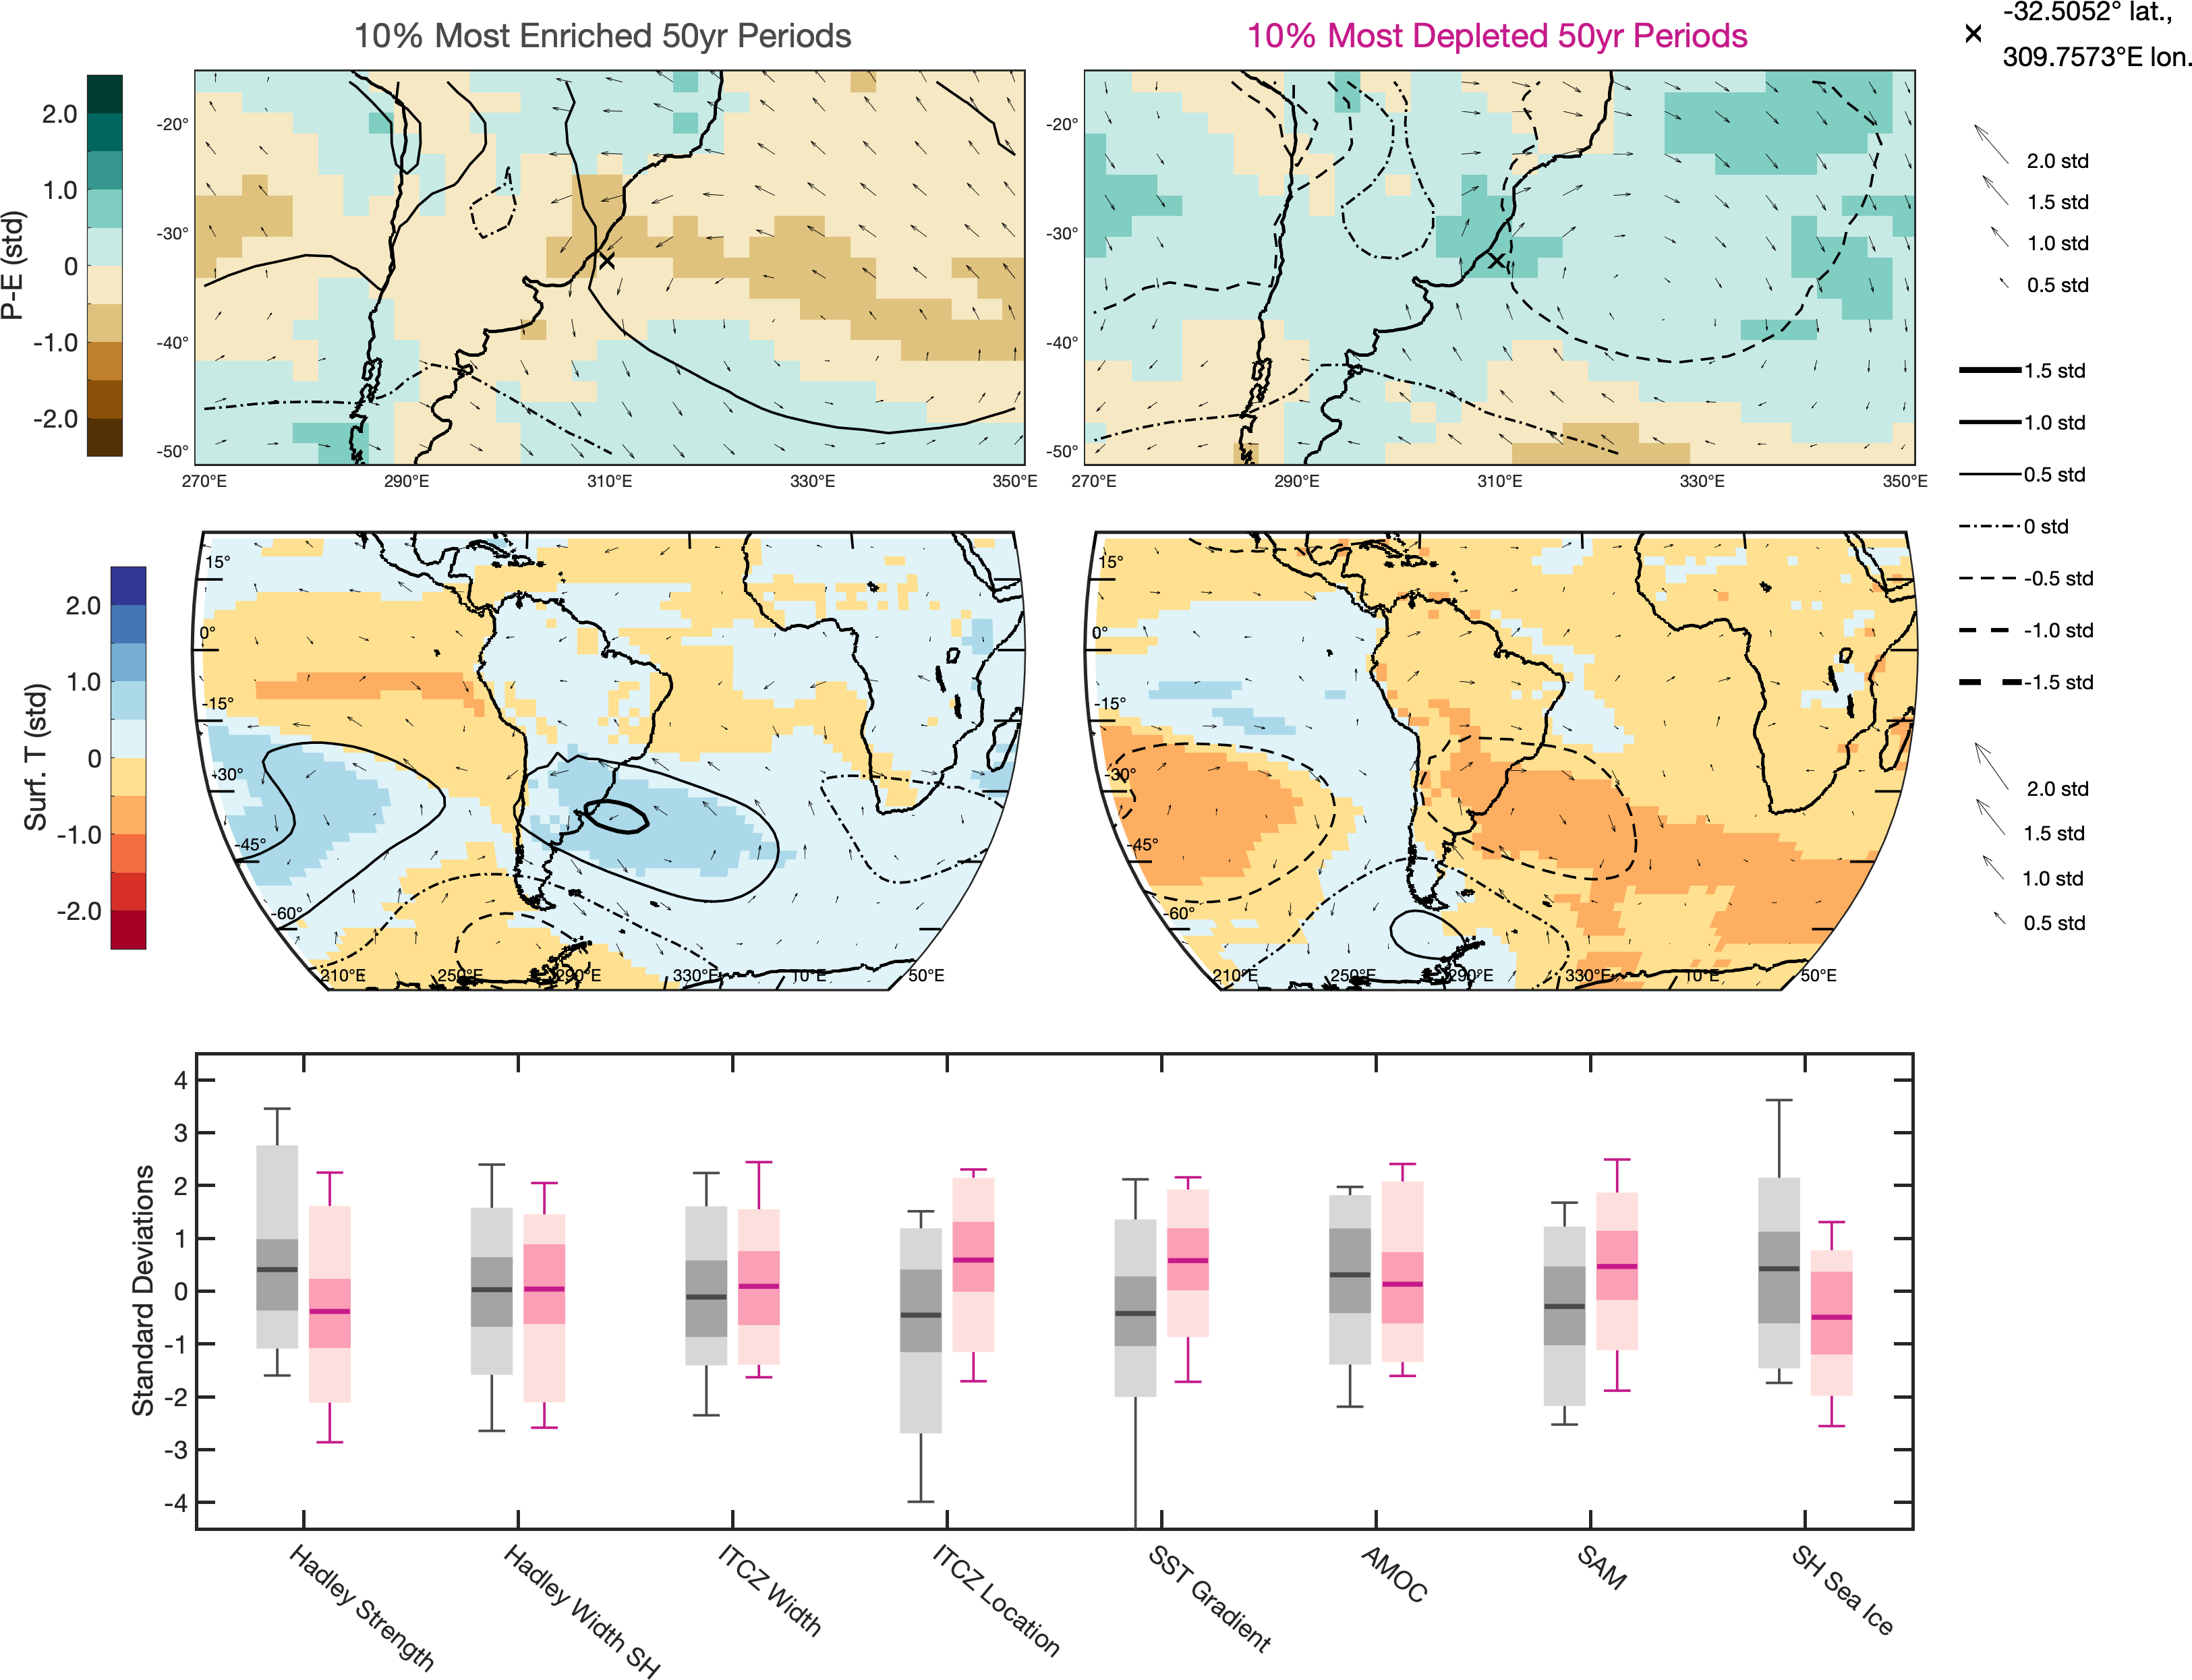 10% Most Enriched 50yr Periods
10% Most Depleted 50yr Periods
-32.5052° lat.,
309.7573°E lon.
P-E (std)
2.0
1.0
0
-1.0
-2.0
-20°
-30°
-40°
-50°
270°E 290°E 310°E 330°E 350°E
-20°
-30°
-40°
-50°
270°E 290°E 310°E 330°E 350°E
2.0 std
1.5 std
1.0 std
0.5 std
1.5 std
1.0 std
0.5 std
0 std
-0.5 std
-1.0 std
-1.5 std
Surf. T (std)
2.0
1.0
0
-1.0
-2.0
15°
0°
-15°
-30°
-45°
-60°
210°E 250°E 290°E 330°E 10°E 50°E
15°
0°
-15°
-30°
-45°
-60°
210°E 250°E 290°E 330°E 10°E 50°E
2.0 std
1.5 std
1.0 std
0.5 std
Standard Deviations
4
3
2
1
0
-1
-2
-3
-4
Hadley Strength
Hadley Width SH
ITCZ Width
ITCZ Location
SST Gradient
AMOC
SAM
SH Sea Ice